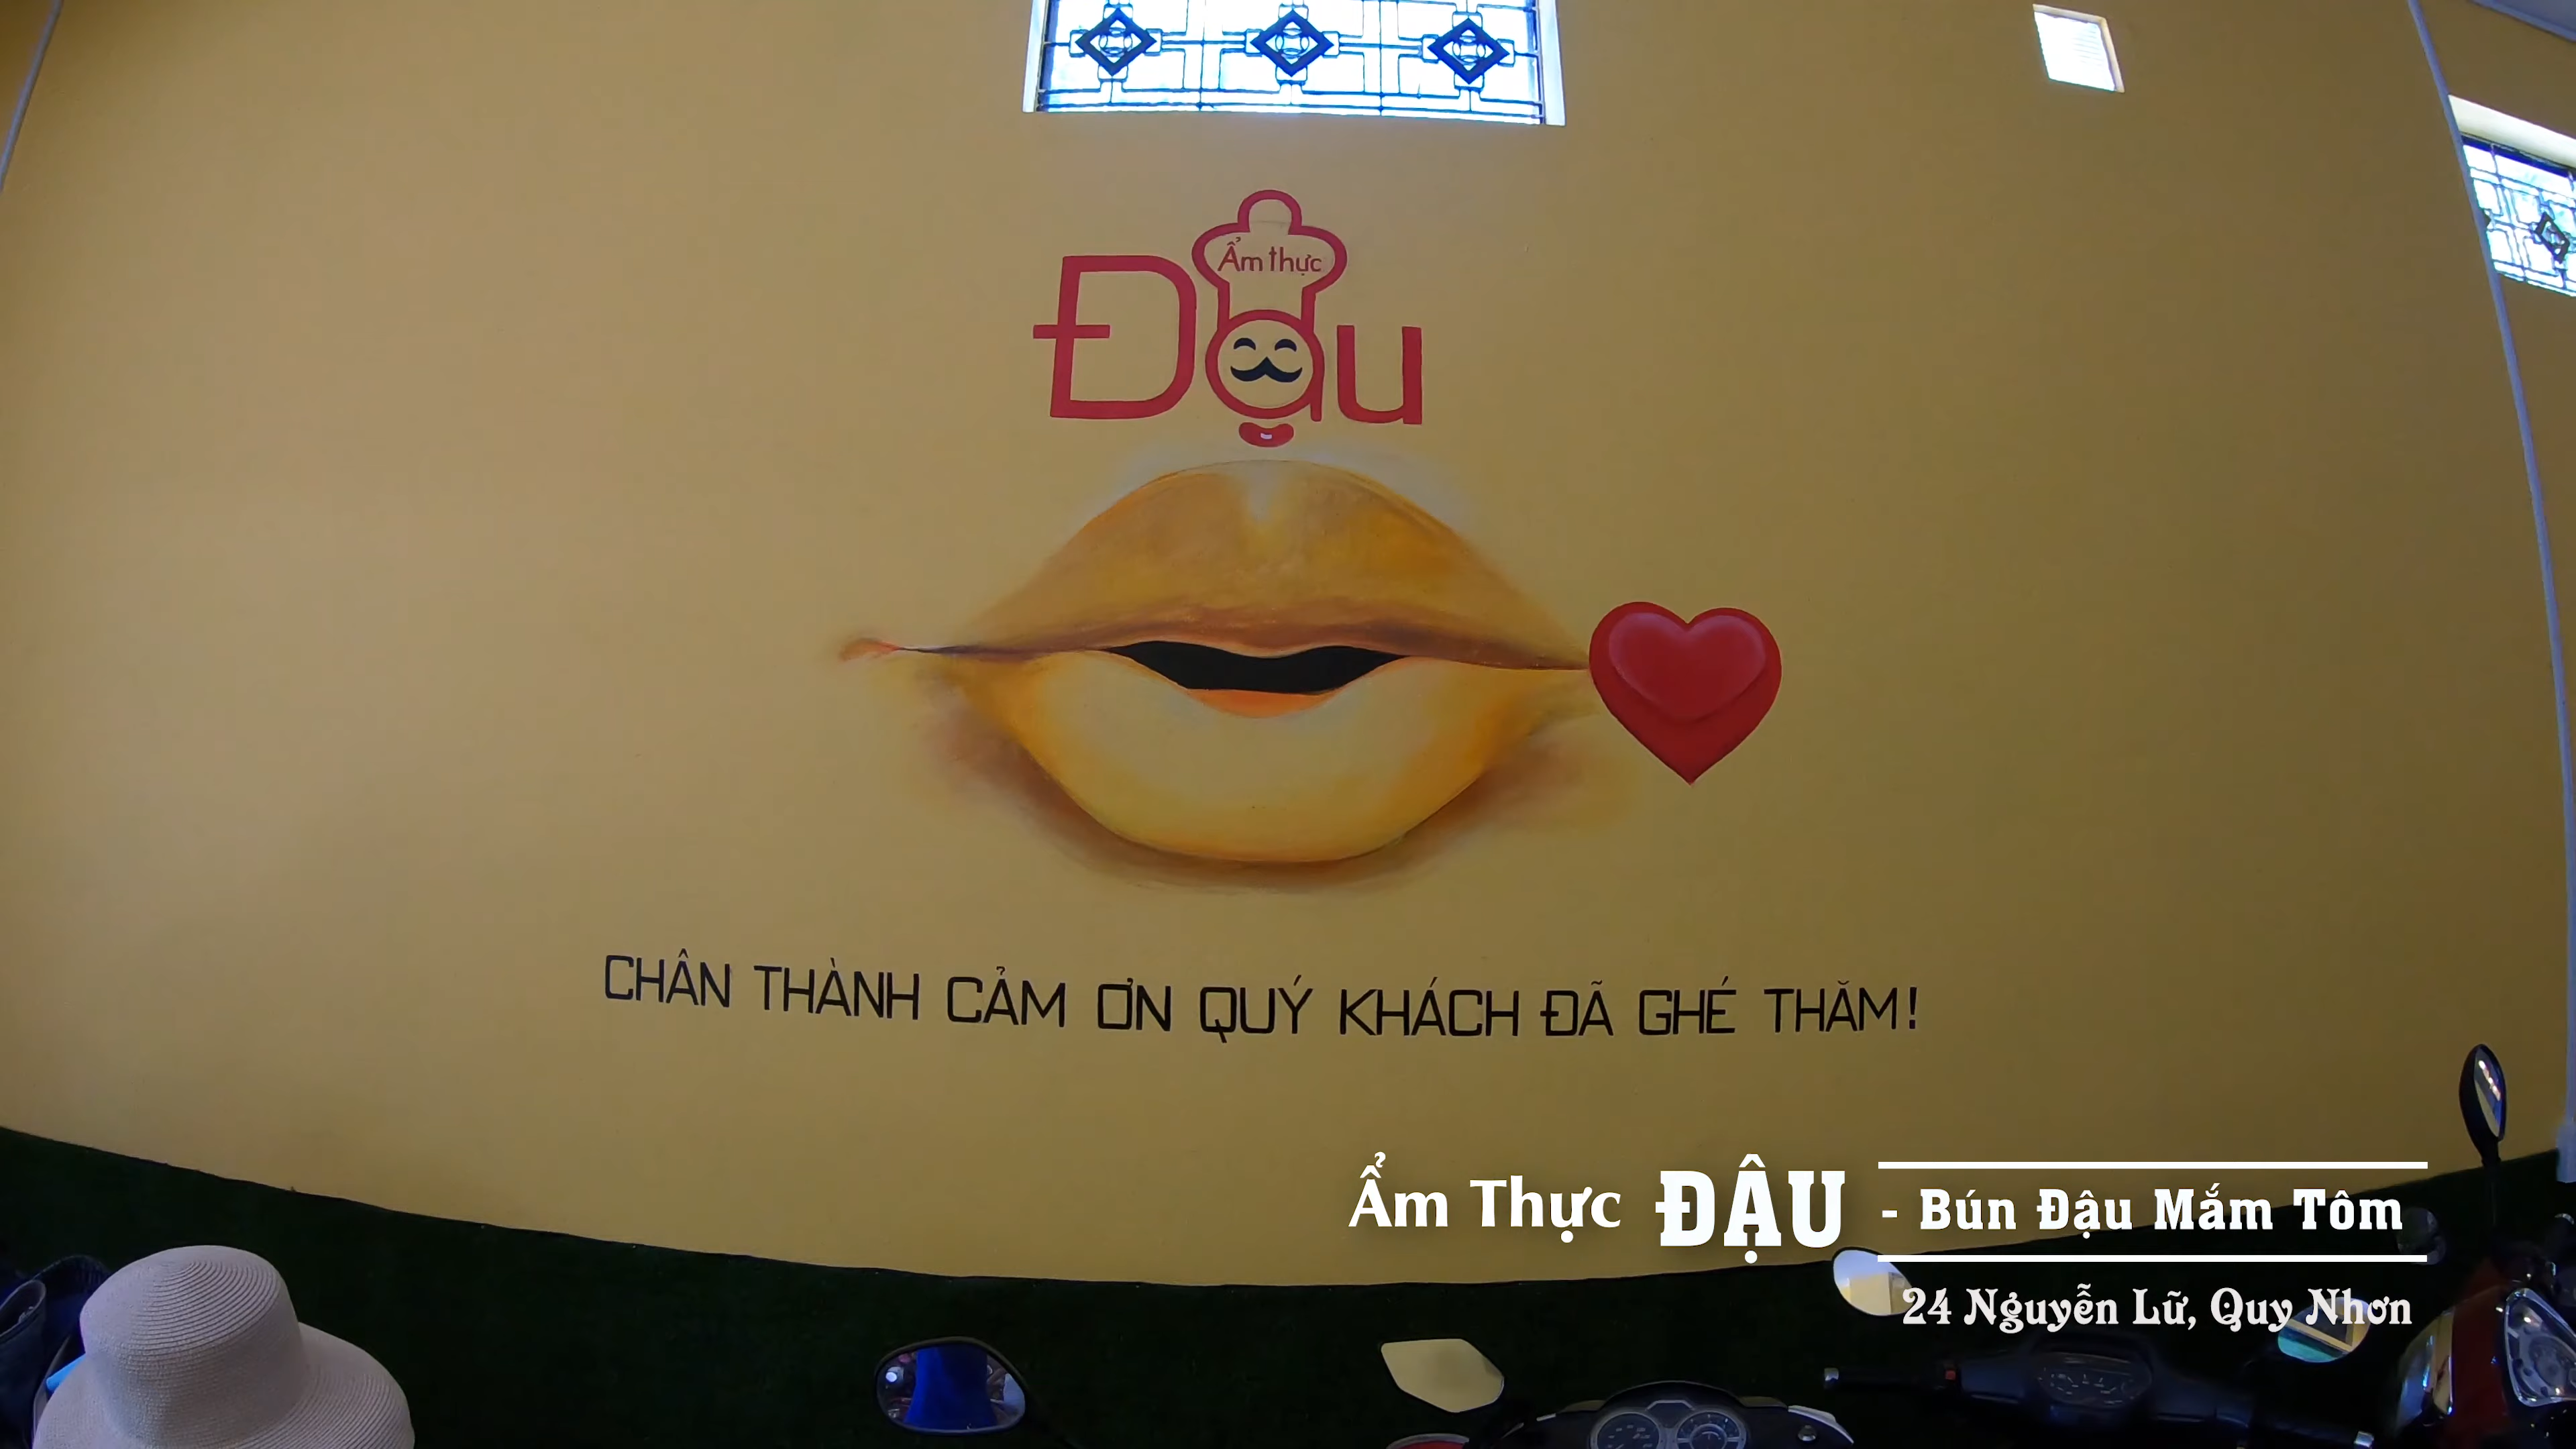 Ẩm thực
Đậu
CHÂN THÀNH CẢM ƠN QUÝ KHÁCH ĐÃ GHÉ THĂM!
Ẩm Thực ĐẬU - Bún Đậu Mắm Tôm
24 Nguyễn Lữ, Quy Nhơn